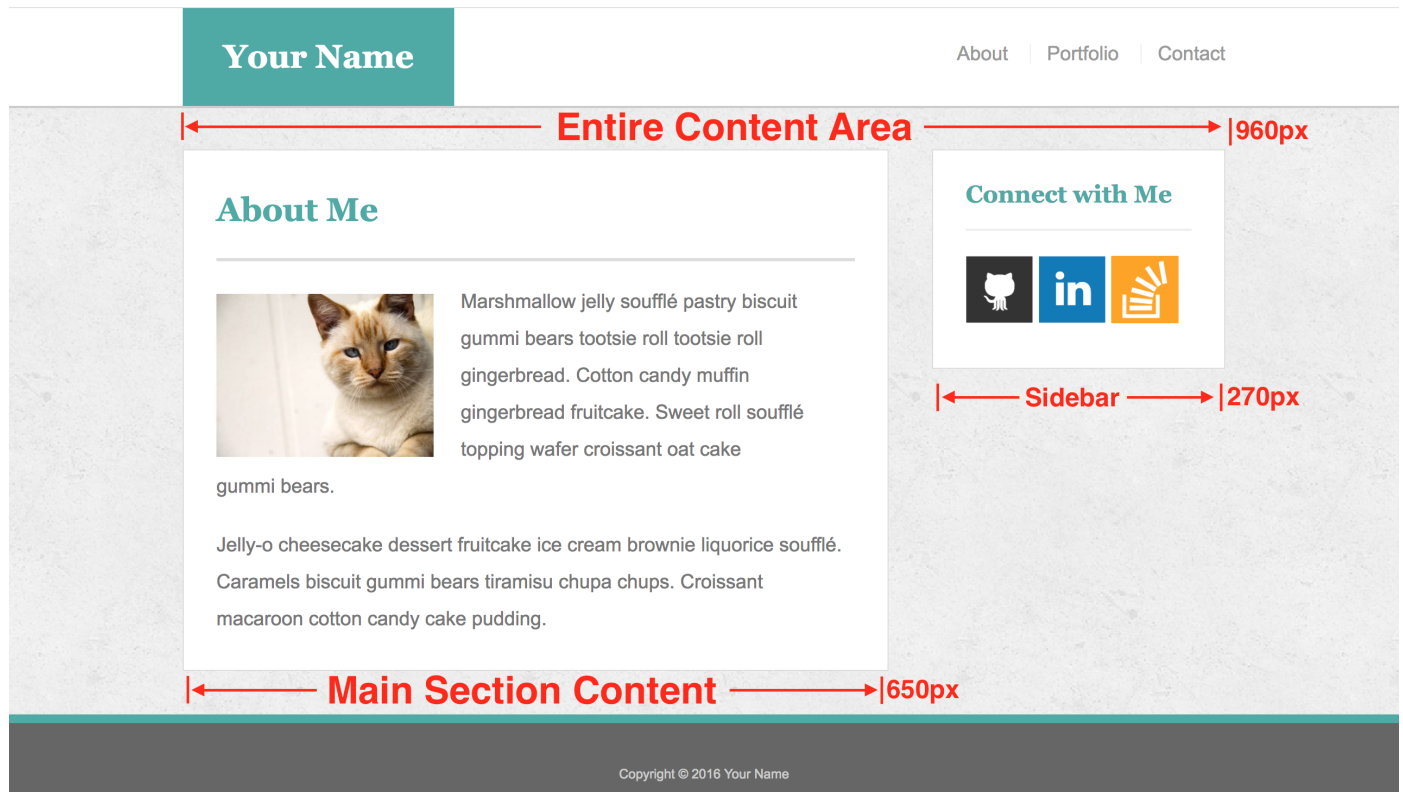 Your Name
About
Portfolio
Contact
Entire Content Area
960px
About Me
Marshmallow jelly soufflé pastry biscuit
gummi bears tootsie roll tootsie roll
gingerbread. Cotton candy muffin
gingerbread fruitcake. Sweet roll soufflé
topping wafer croissant oat cake
gummi bears.
Jelly-o cheesecake dessert fruitcake ice cream brownie liquorice soufflé.
Caramels biscuit gummi bears tiramisu chupa chups. Croissant
macaroon cotton candy cake pudding.
Main Section Content
650px
Connect with Me
in
Sidebar
270px
Copyright © 2016 Your Name